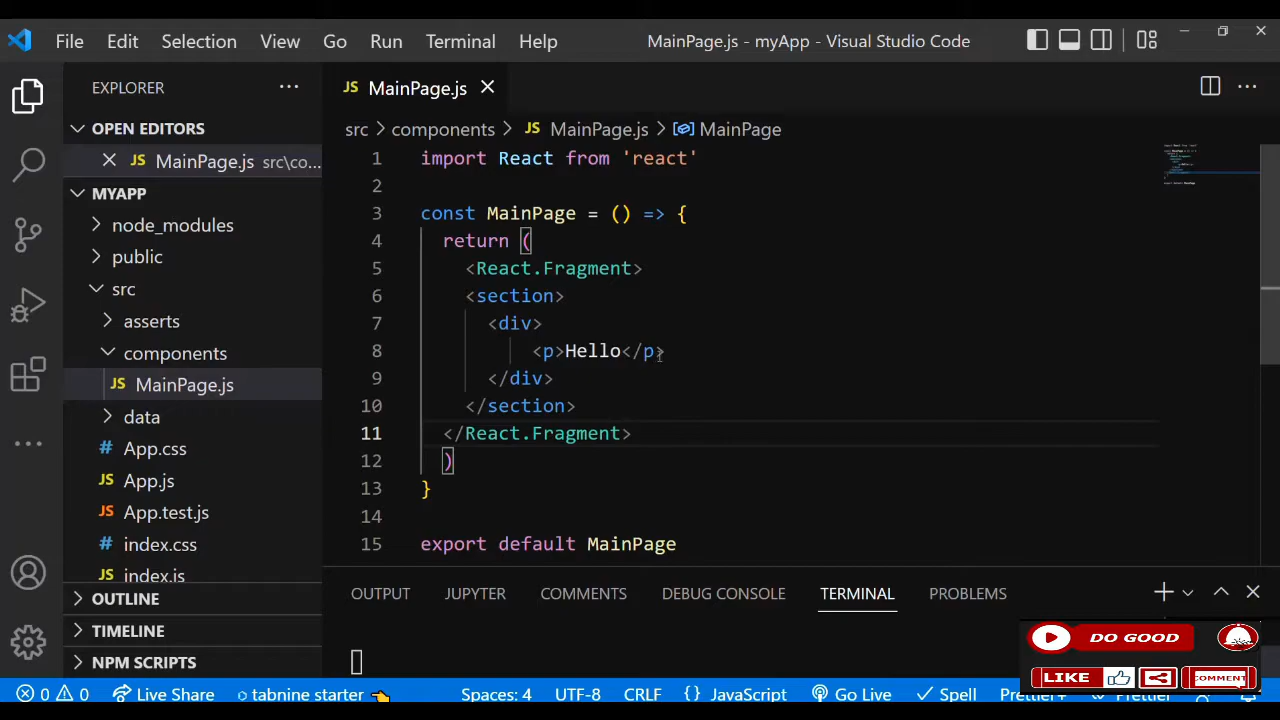 File Edit Selection View Go Run Terminal Help MainPage.js - myApp - Visual Studio Code
EXPLORER
OPEN EDITORS
JS MainPage.js src\co...
MYAPP
node_modules
public
src
asserts
components
JS MainPage.js
data
# App.css
JS App.js
JS App.test.js
# index.css
JS index.js
OUTLINE
TIMELINE
NPM SCRIPTS
JS MainPage.js
src > components > JS MainPage.js > MainPage
1 import React from 'react'
2
3 const MainPage = () => {
4 return (
5 <React.Fragment>
6 <section>
7 <div>
8 <p>Hello</p>
9 </div>
10 </section>
11 </React.Fragment>
12 )
13 }
14
15 export default MainPage
OUTPUT JUPYTER COMMENTS DEBUG CONSOLE TERMINAL PROBLEMS
DO GOOD
LIKE COMMENT
0 0 Live Share tabnine starter Spaces: 4 UTF-8 CRLF {} JavaScript Go Live Spell Prettier+ Prettier